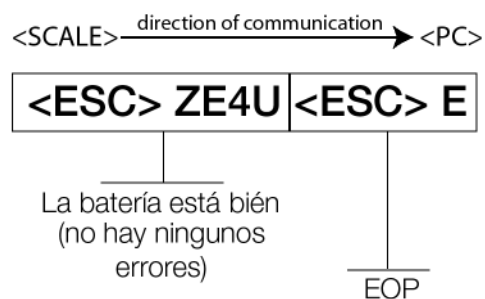 direction of communication
<SCALE> <PC>
<ESC> ZE4U <ESC> E
La batería está bién
(no hay ningunos
errores)
EOP